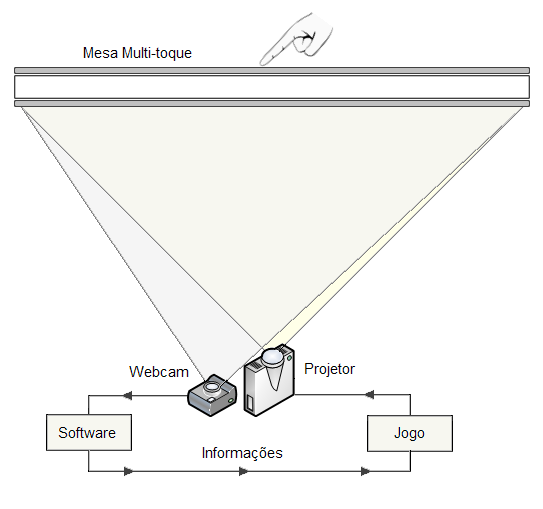 Mesa Multi-toque
Webcam
Projetor
Software
Jogo
Informações